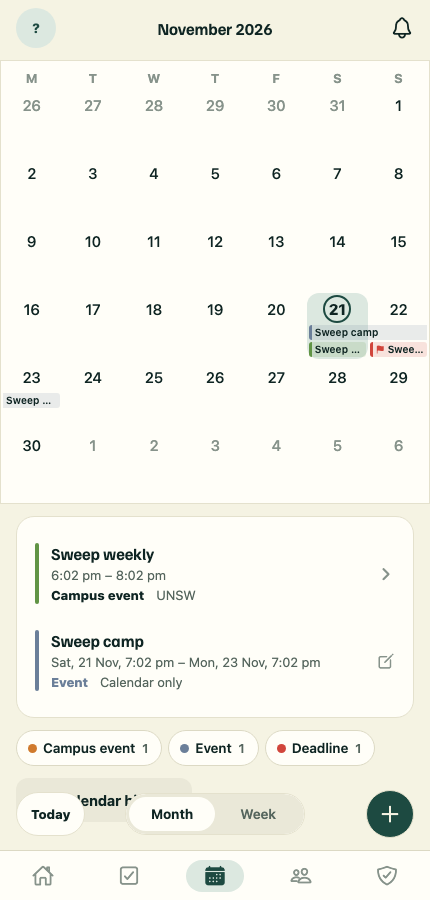 ?
November 2026
M T W T F S S
26 27 28 29 30 31 1
2 3 4 5 6 7 8
9 10 11 12 13 14 15
16 17 18 19 20 21 22
Sweep camp
Sweep ... Swee...
23 24 25 26 27 28 29
Sweep ...
30 1 2 3 4 5 6
Sweep weekly
6:02 pm – 8:02 pm
Campus event UNSW
Sweep camp
Sat, 21 Nov, 7:02 pm – Mon, 23 Nov, 7:02 pm
Event Calendar only
Campus event 1 Event 1 Deadline 1
Today Month Week